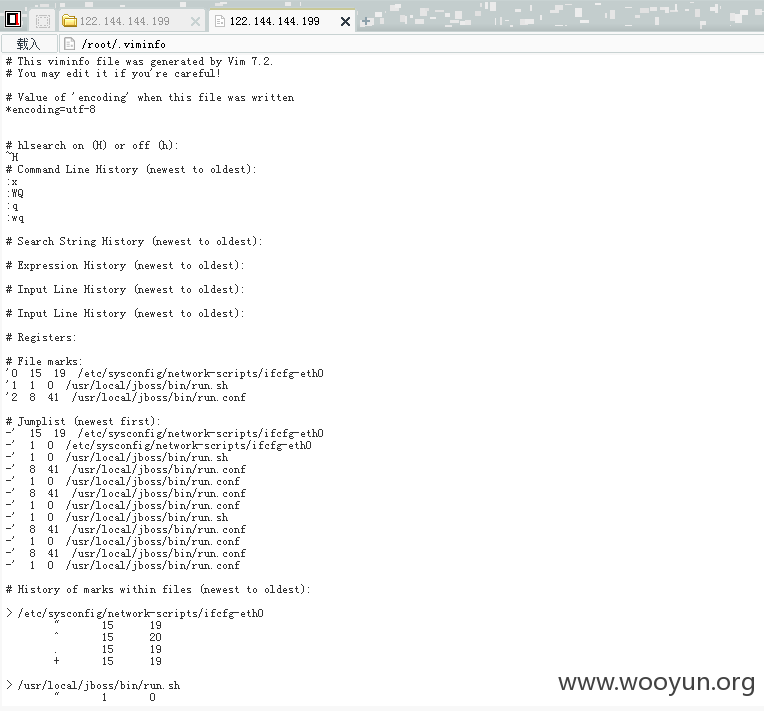 122.144.144.199
122.144.144.199
载入
/root/.viminfo
# This viminfo file was generated by Vim 7.2.
# You may edit it if you're careful!
# Value of 'encoding' when this file was written
*encoding=utf-8
# hlsearch on (H) or off (h):
~H
# Command Line History (newest to oldest):
:x
:WQ
:q
:wq
# Search String History (newest to oldest):
# Expression History (newest to oldest):
# Input Line History (newest to oldest):
# Input Line History (newest to oldest):
# Registers:
# File marks:
'0  15  19  /etc/sysconfig/network-scripts/ifcfg-eth0
'1  1  0  /usr/local/jboss/bin/run.sh
'2  8  41  /usr/local/jboss/bin/run.conf
# Jumplist (newest first):
-'  15  19  /etc/sysconfig/network-scripts/ifcfg-eth0
-'  1  0  /etc/sysconfig/network-scripts/ifcfg-eth0
-'  1  0  /usr/local/jboss/bin/run.sh
-'  8  41  /usr/local/jboss/bin/run.conf
-'  1  0  /usr/local/jboss/bin/run.conf
-'  8  41  /usr/local/jboss/bin/run.conf
-'  1  0  /usr/local/jboss/bin/run.conf
-'  1  0  /usr/local/jboss/bin/run.sh
-'  8  41  /usr/local/jboss/bin/run.conf
-'  1  0  /usr/local/jboss/bin/run.conf
-'  8  41  /usr/local/jboss/bin/run.conf
-'  1  0  /usr/local/jboss/bin/run.conf
# History of marks within files (newest to oldest):
> /etc/sysconfig/network-scripts/ifcfg-eth0
"	15	19
^	15	20
.	15	19
+	15	19
> /usr/local/jboss/bin/run.sh
"	1	0
www.wooyun.org